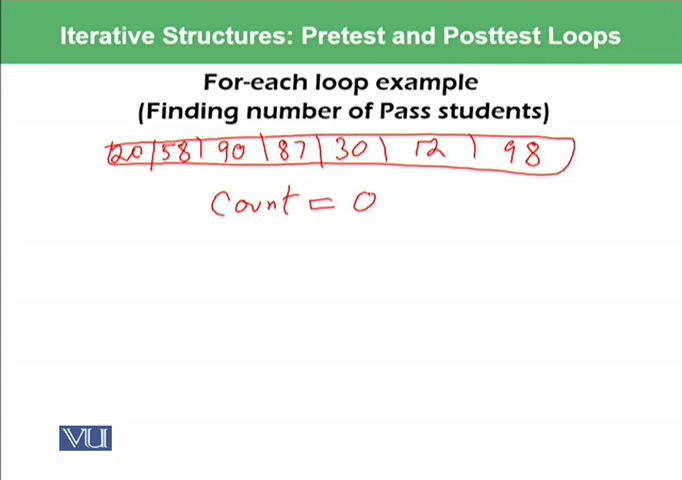 Iterative Structures: Pretest and Posttest Loops
For-each loop example
(Finding number of Pass students)
20 58 90 87 30 12 98
Count = 0
VU